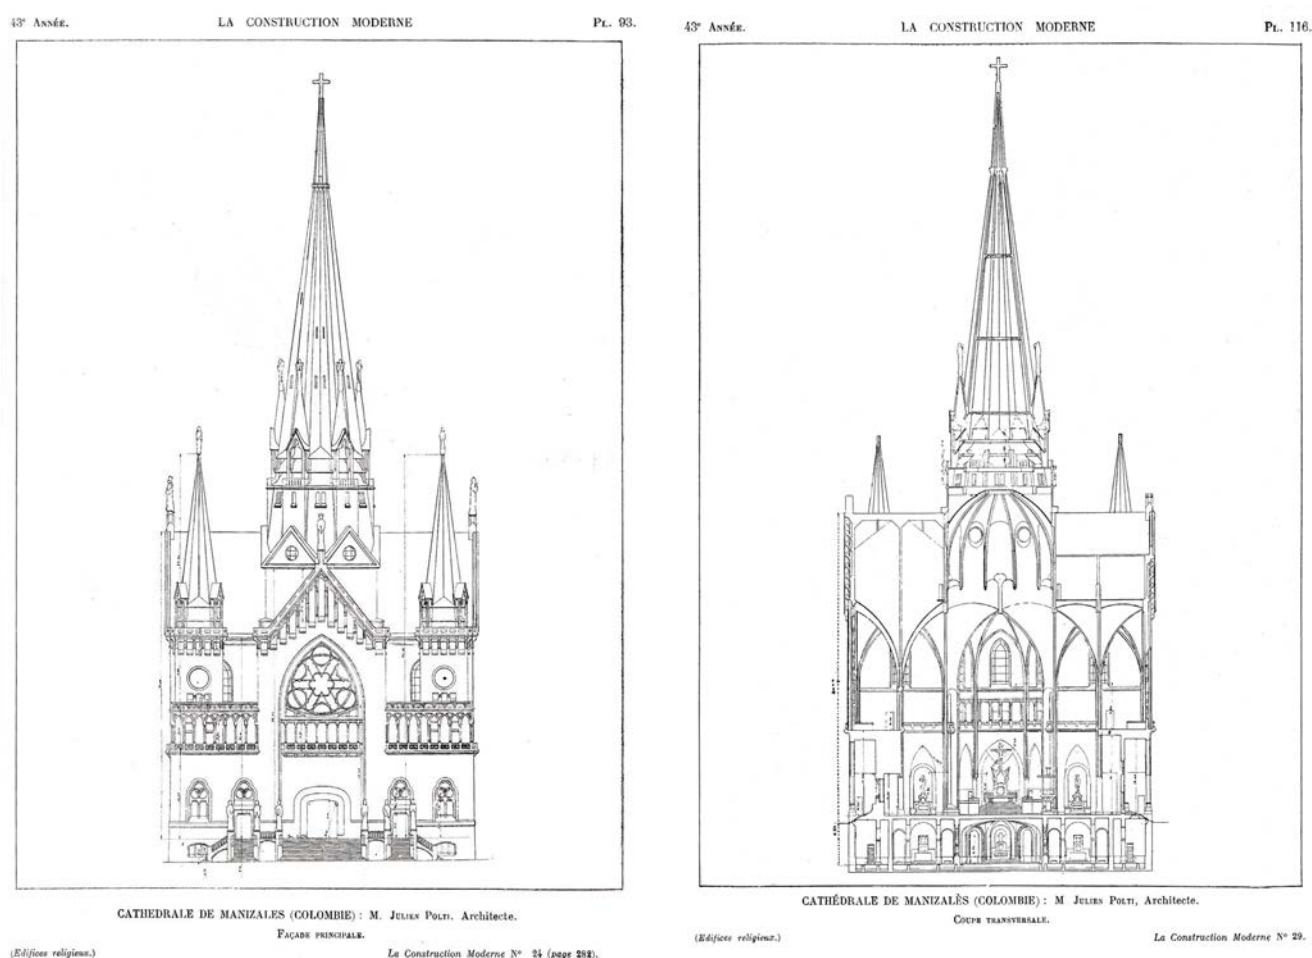 43e ANNÉE. LA CONSTRUCTION MODERNE PL. 93.
CATHEDRALE DE MANIZALES (COLOMBIE) : M. JULIEN POLTI. Architecte.
FAÇADE PRINCIPALE.
(Edifices religieux.) La Construction Moderne No 24 (page 282).
43e ANNÉE. LA CONSTRUCTION MODERNE PL. 116.
CATHÉDRALE DE MANIZALÈS (COLOMBIE) : M JULIEN POLTI, Architecte.
COUPE TRANSVERSALE.
(Edifices religieux.) La Construction Moderne No 29.